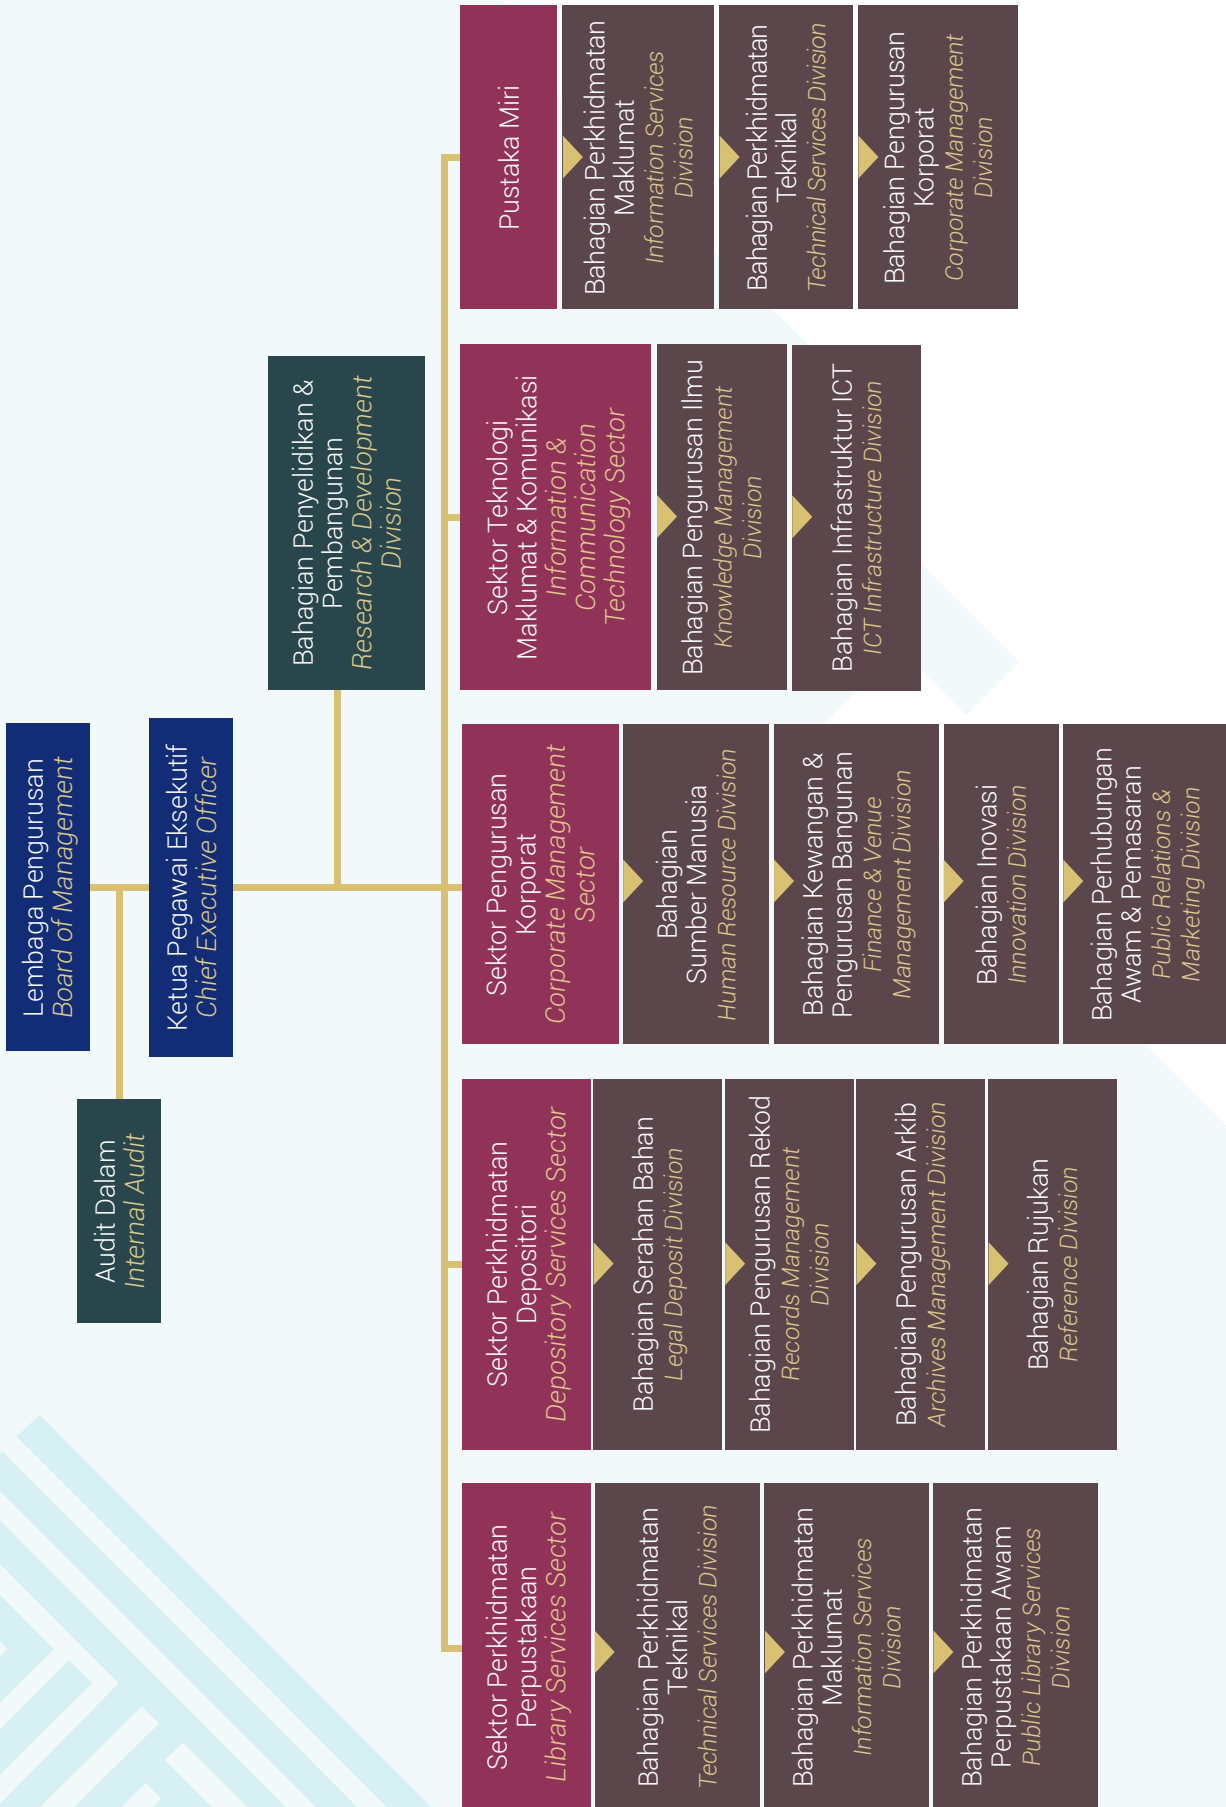 Lembaga Pengurusan
Board of Management
Audit Dalam
Internal Audit
Ketua Pegawai Eksekutif
Chief Executive Officer
Bahagian Penyelidikan &
Pembangunan
Research & Development
Division
Sektor Perkhidmatan
Perpustakaan
Library Services Sector
Bahagian Perkhidmatan
Teknikal
Technical Services Division
Bahagian Perkhidmatan
Maklumat
Information Services
Division
Bahagian Perkhidmatan
Perpustakaan Awam
Public Library Services
Division
Sektor Perkhidmatan
Depositori
Depository Services Sector
Bahagian Serahan Bahan
Legal Deposit Division
Bahagian Pengurusan Rekod
Records Management
Division
Bahagian Pengurusan Arkib
Archives Management Division
Bahagian Rujukan
Reference Division
Sektor Pengurusan
Korporat
Corporate Management
Sector
Bahagian
Sumber Manusia
Human Resource Division
Bahagian Kewangan &
Pengurusan Bangunan
Finance & Venue
Management Division
Bahagian Inovasi
Innovation Division
Bahagian Perhubungan
Awam & Pemasaran
Public Relations &
Marketing Division
Sektor Teknologi
Maklumat & Komunikasi
Information &
Communication
Technology Sector
Bahagian Pengurusan Ilmu
Knowledge Management
Division
Bahagian Infrastruktur ICT
ICT Infrastructure Division
Pustaka Miri
Bahagian Perkhidmatan
Maklumat
Information Services
Division
Bahagian Perkhidmatan
Teknikal
Technical Services Division
Bahagian Pengurusan
Korporat
Corporate Management
Division